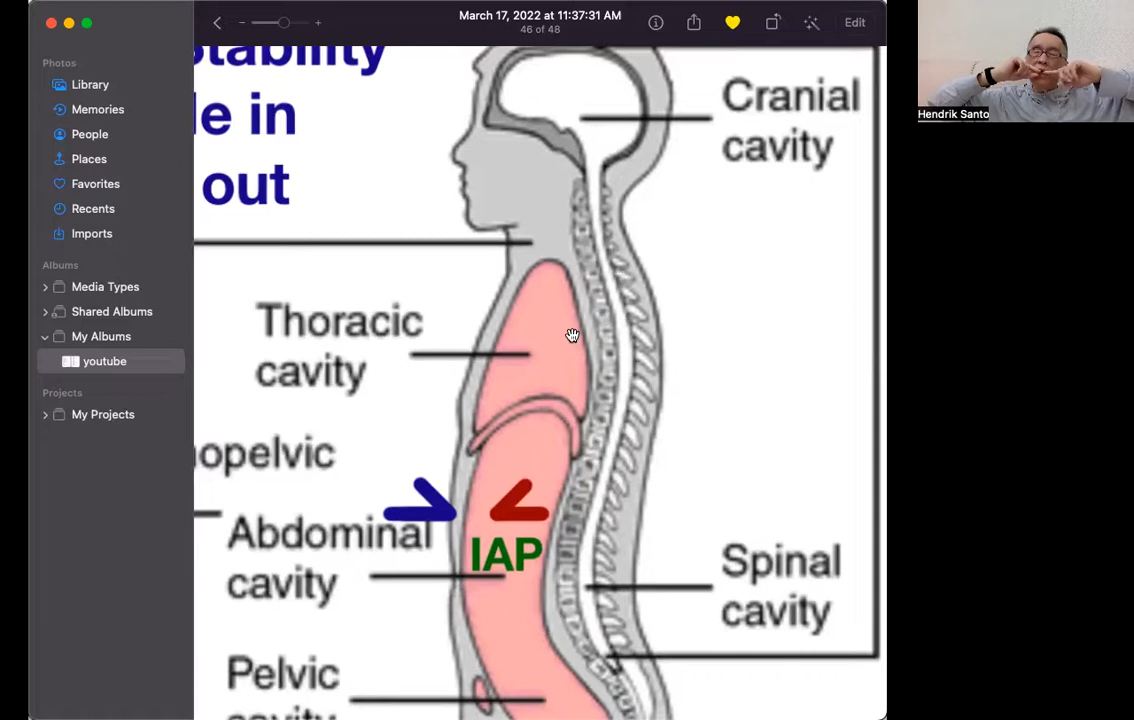 March 17, 2022 at 11:37:31 AM
46 of 48
Edit
Photos
Library
Memories
People
Places
Favorites
Recents
Imports
Albums
Media Types
Shared Albums
My Albums
youtube
Projects
My Projects
tability
le in
out
Cranial
cavity
Thoracic
cavity
opelvic
Abdominal
cavity
IAP
Spinal
cavity
Pelvic
cavity
Hendrik Santo